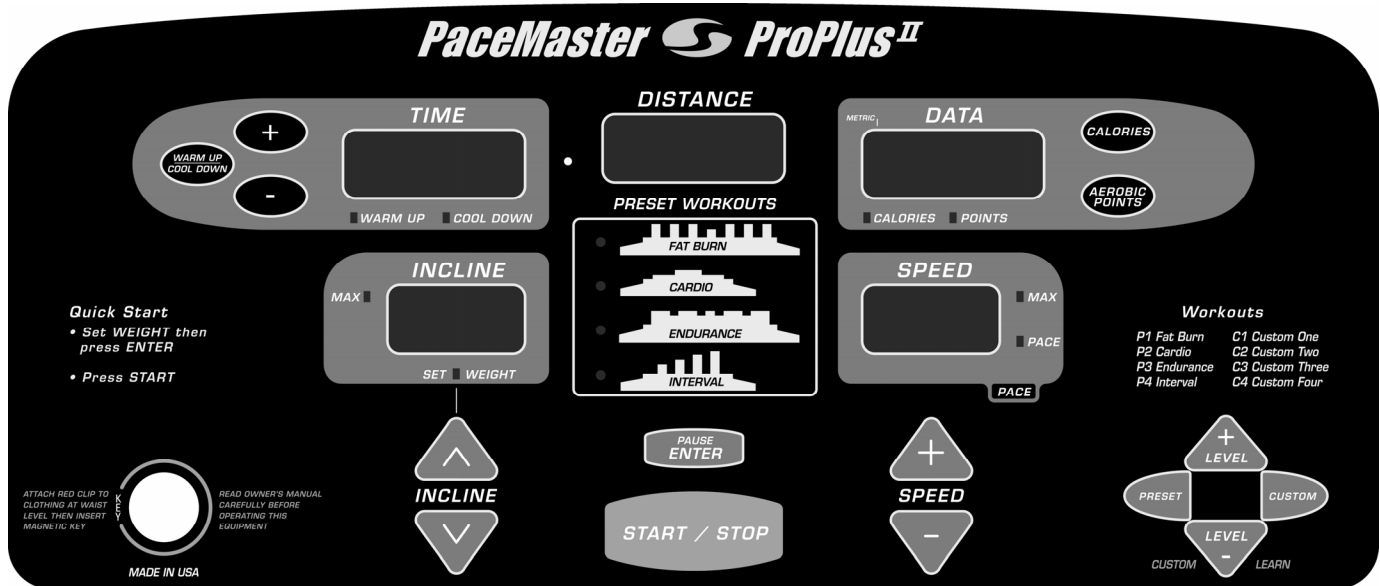 PaceMaster ProPlus II
TIME
+
-
WARM UP
COOL DOWN
WARM UP COOL DOWN
DISTANCE
METRIC
DATA
CALORIES
AEROBIC
POINTS
CALORIES POINTS
PRESET WORKOUTS
FAT BURN
CARDIO
ENDURANCE
INTERVAL
INCLINE
MAX
SET WEIGHT
SPEED
MAX
PACE
PACE
Quick Start
• Set WEIGHT then
press ENTER
• Press START
Workouts
P1 Fat Burn C1 Custom One
P2 Cardio C2 Custom Two
P3 Endurance C3 Custom Three
P4 Interval C4 Custom Four
ATTACH RED CLIP TO
CLOTHING AT WAIST
LEVEL THEN INSERT
MAGNETIC KEY
KEY
READ OWNER'S MANUAL
CAREFULLY BEFORE
OPERATING THIS
EQUIPMENT
MADE IN USA
INCLINE
PAUSE
ENTER
START / STOP
+
SPEED
-
+
LEVEL
PRESET
CUSTOM
LEVEL
-
CUSTOM LEARN